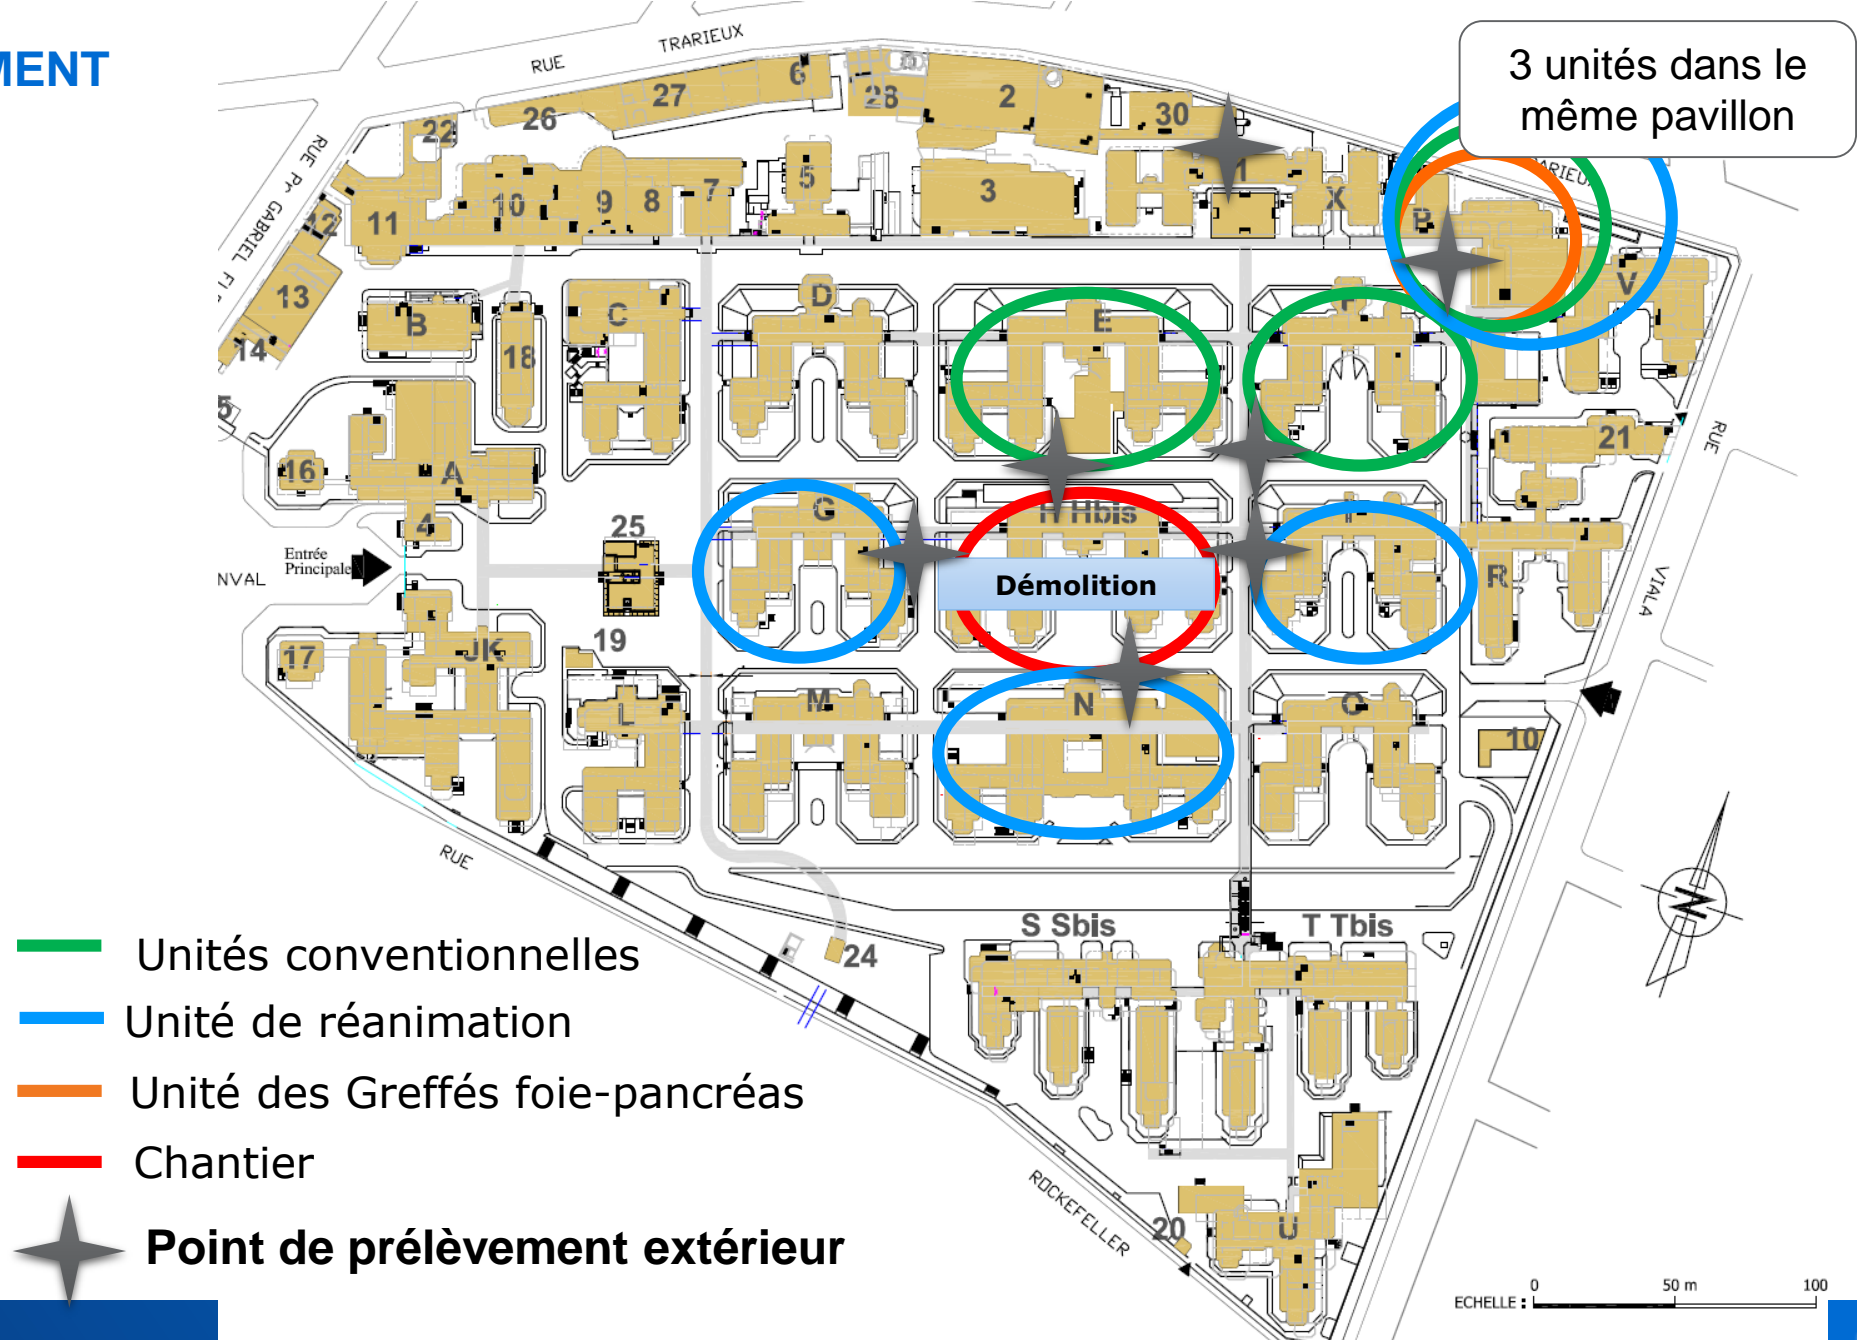 MENT
3 unités dans le
même pavillon
RUE TRARIEUX
RUE Pr GABRIEL
6
27
26
28
2
30
22
1
5
3
7
8
9
10
11
12
X
P
13
14
V
B
18
C
D
E
F
5
16
A
4
21
RUE
25
G
H Hbis
Entrée
Principale
NVAL
Démolition
R
VIALA
19
17
JK
L
M
N
O
10
RUE
S Sbis
T Tbis
24
N
Unités conventionnelles
Unité de réanimation
Unité des Greffés foie-pancréas
Chantier
Point de prélèvement extérieur
ROCKEFELLER
20
U
0 50 m 100
ECHELLE :